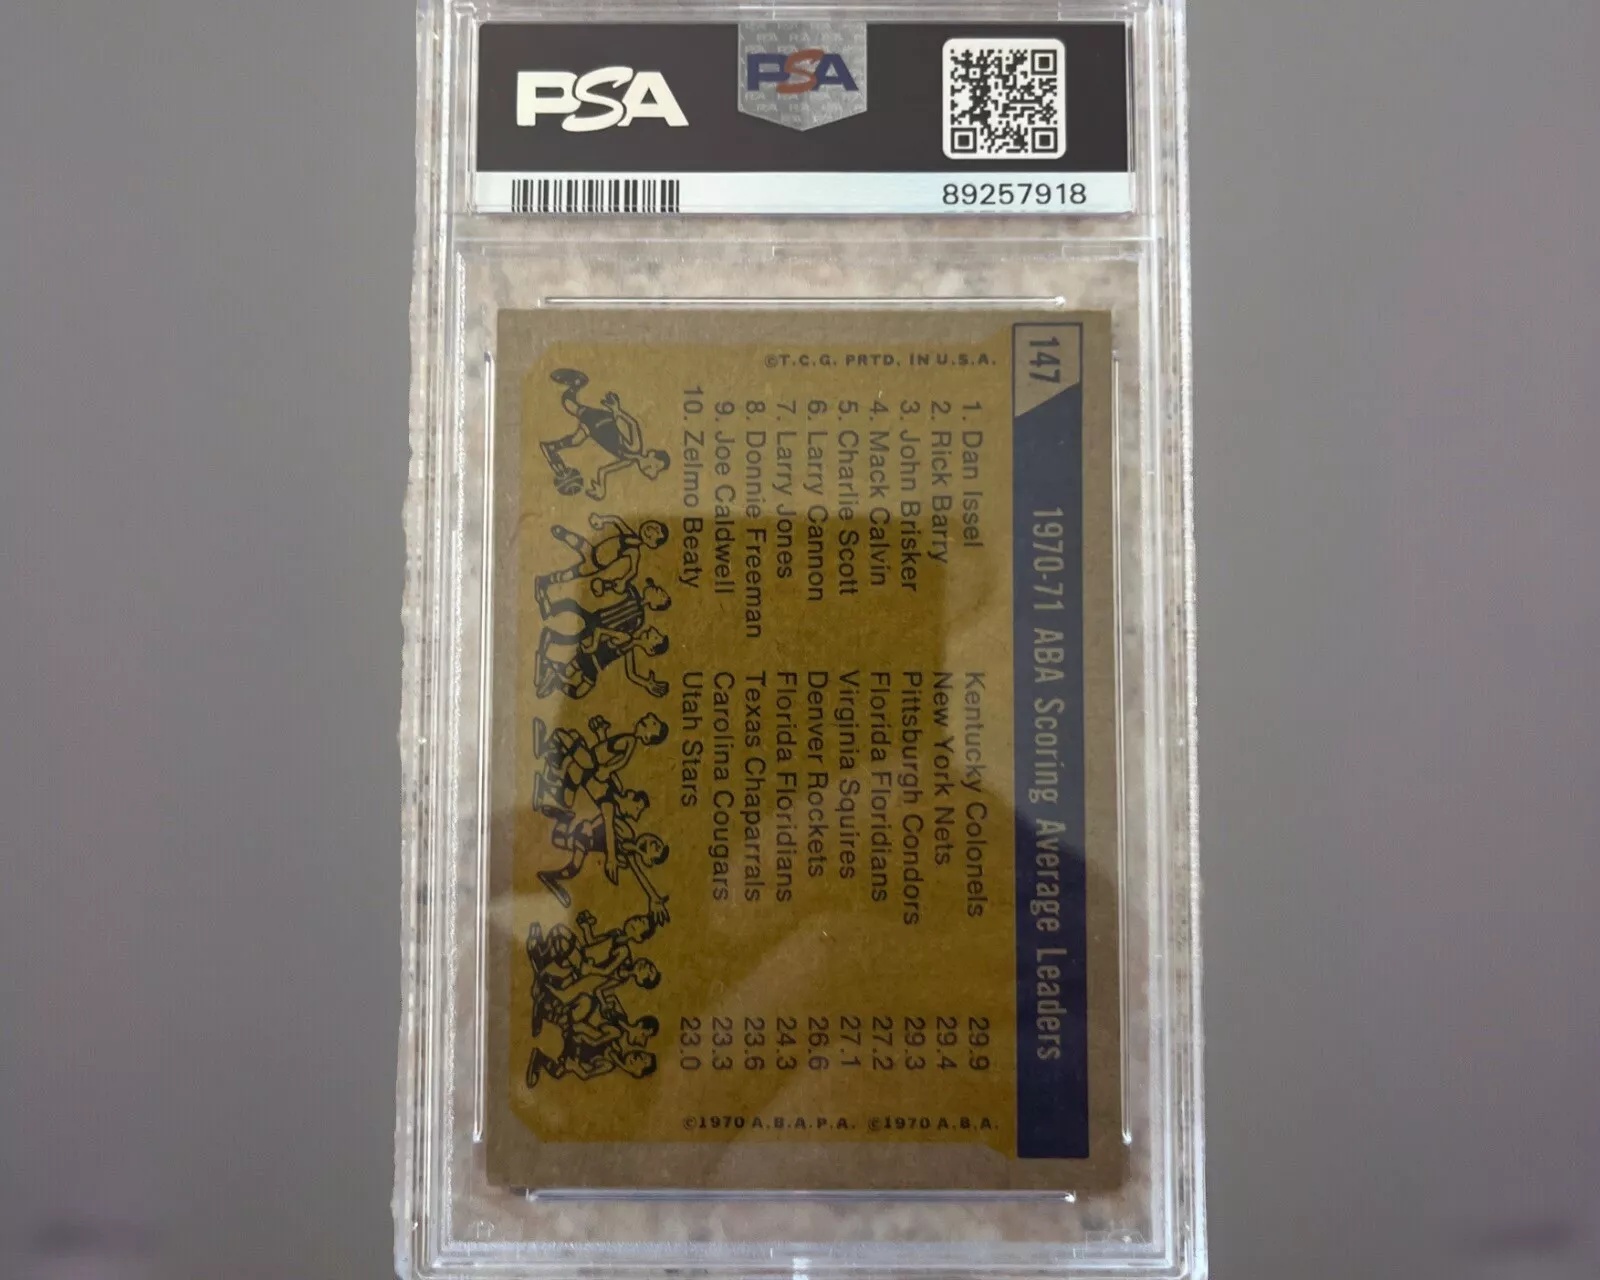 PSA
PSA
89257918
147
1970-71 ABA Scoring Average Leaders
1. Dan Issel Kentucky Colonels 29.9
2. Rick Barry New York Nets 29.4
3. John Brisker Pittsburgh Condors 29.3
4. Mack Calvin Florida Floridians 27.2
5. Charlie Scott Virginia Squires 27.1
6. Larry Cannon Denver Rockets 26.6
7. Larry Jones Florida Floridians 24.3
8. Donnie Freeman Texas Chaparrals 23.6
9. Joe Caldwell Carolina Cougars 23.3
10. Zelmo Beaty Utah Stars 23.0
©T.C.G. PRTD. IN U.S.A.
©1970 A.B.A.P.A. ©1970 A.B.A.